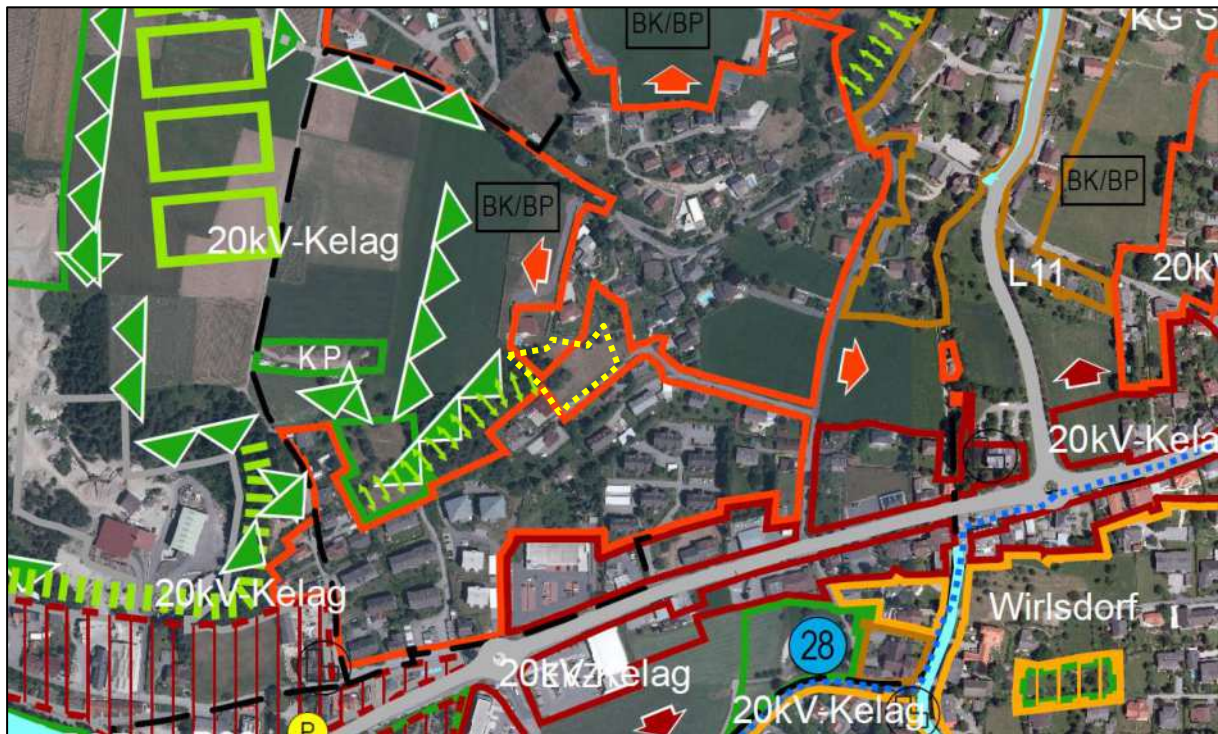 BK/BP
KG S
BK/BP
BK/BP
20kV-Kelag
L11
20kV
KP
20kV-Kelag
20kV-Kelag
Wirlsdorf
28
20kV-Kelag
20kV-Kelag
P